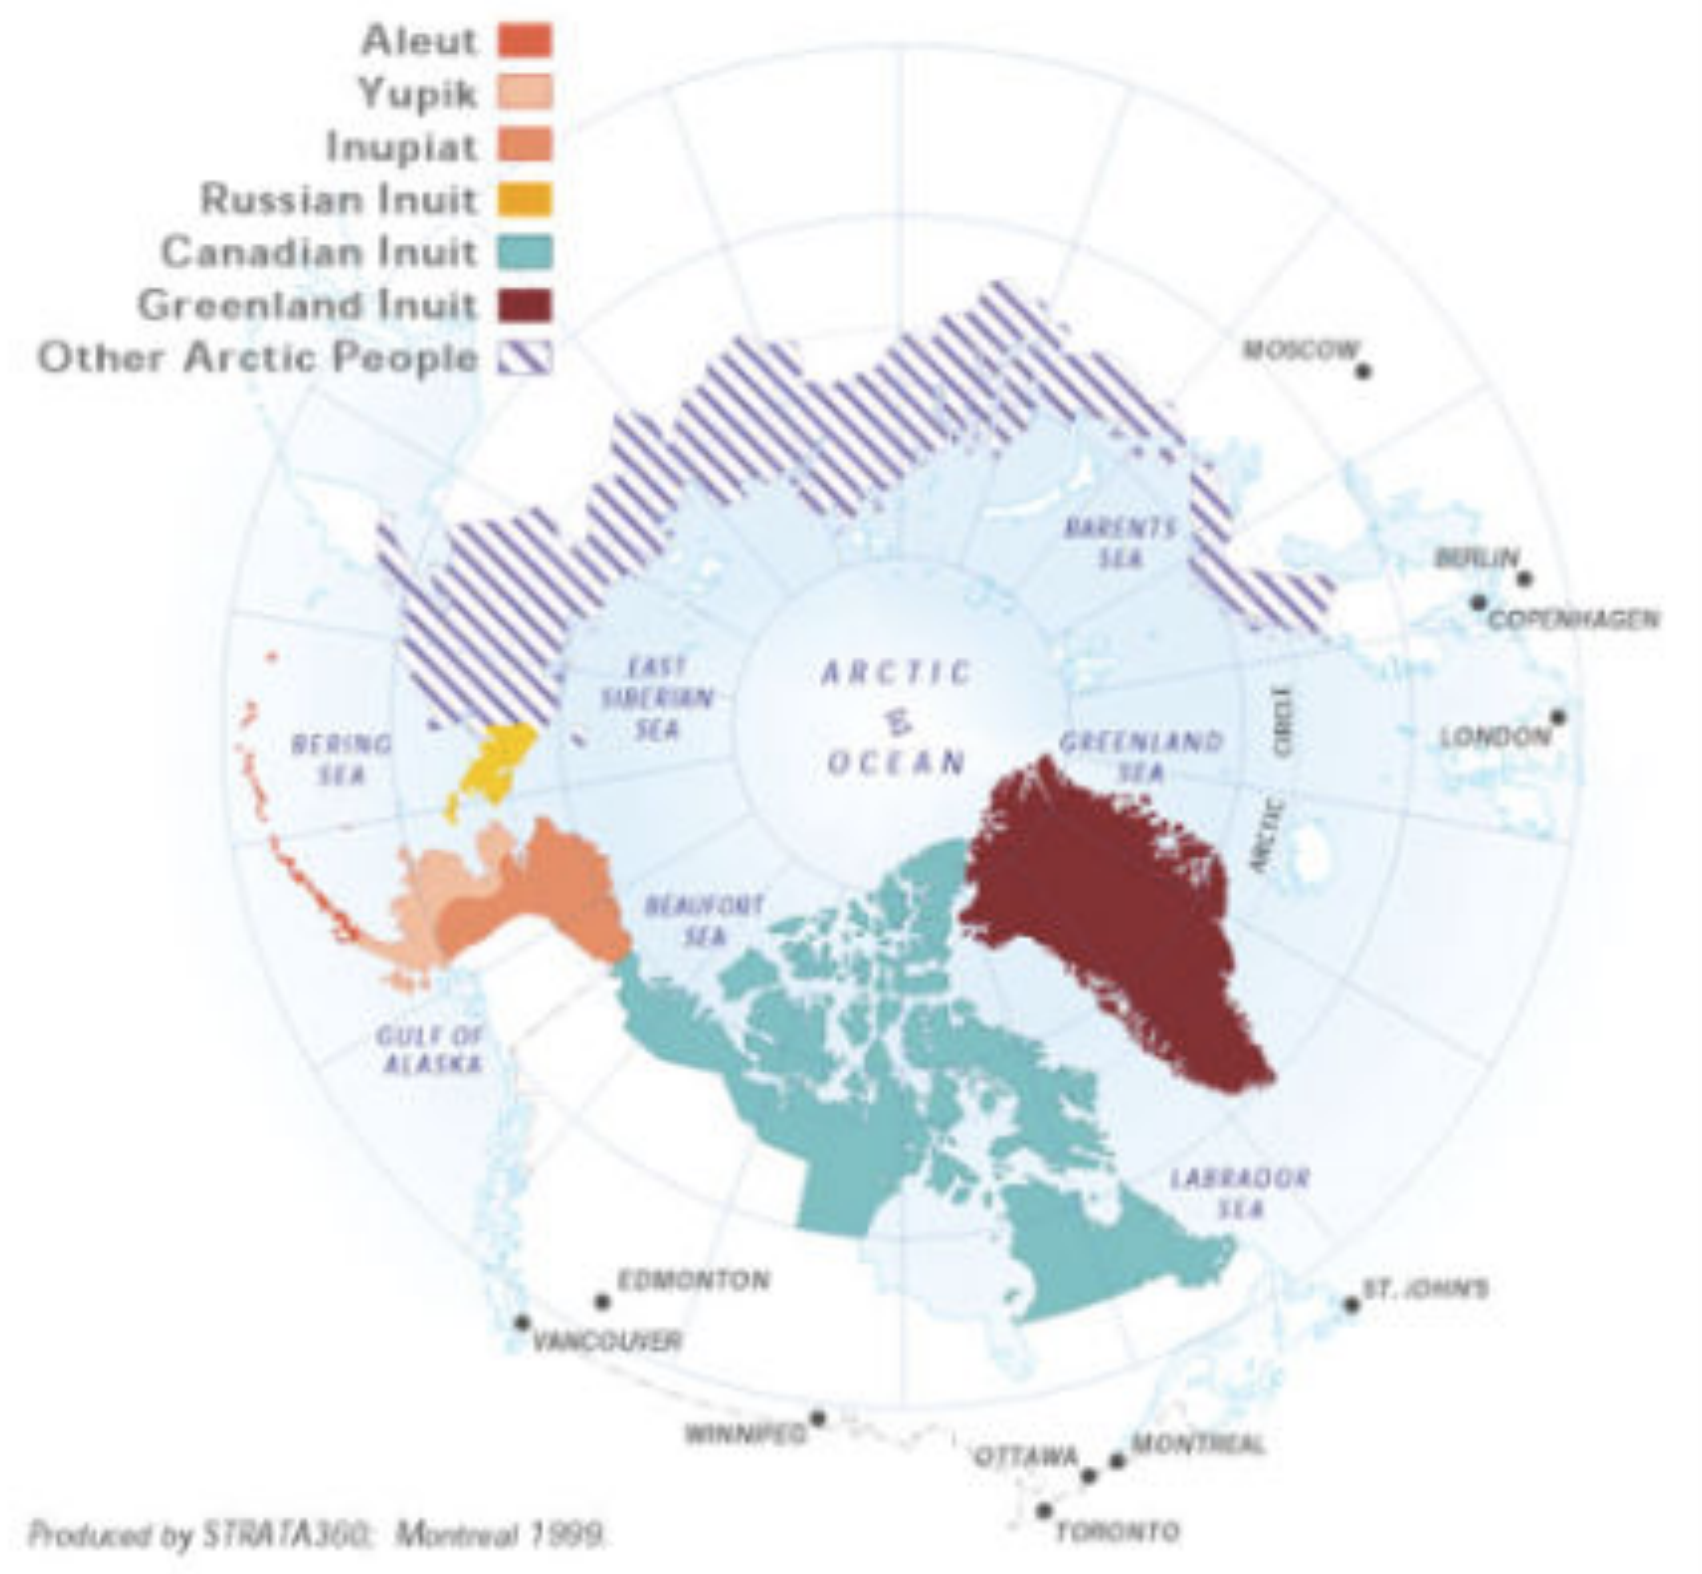 Aleut
Yupik
Inupiat
Russian Inuit
Canadian Inuit
Greenland Inuit
Other Arctic People
MOSCOW
BARENTS
SEA
BERLIN
COPENHAGEN
EAST
SIBERIAN
SEA
ARCTIC
OCEAN
BERING
SEA
GREENLAND
SEA
ARCTIC CIRCLE
LONDON
BEAUFORT
SEA
GULF OF
ALASKA
LABRADOR
SEA
EDMONTON
VANCOUVER
ST. JOHN'S
WINNIPEG
OTTAWA
MONTREAL
TORONTO
Produced by STRATA360; Montreal 1999.